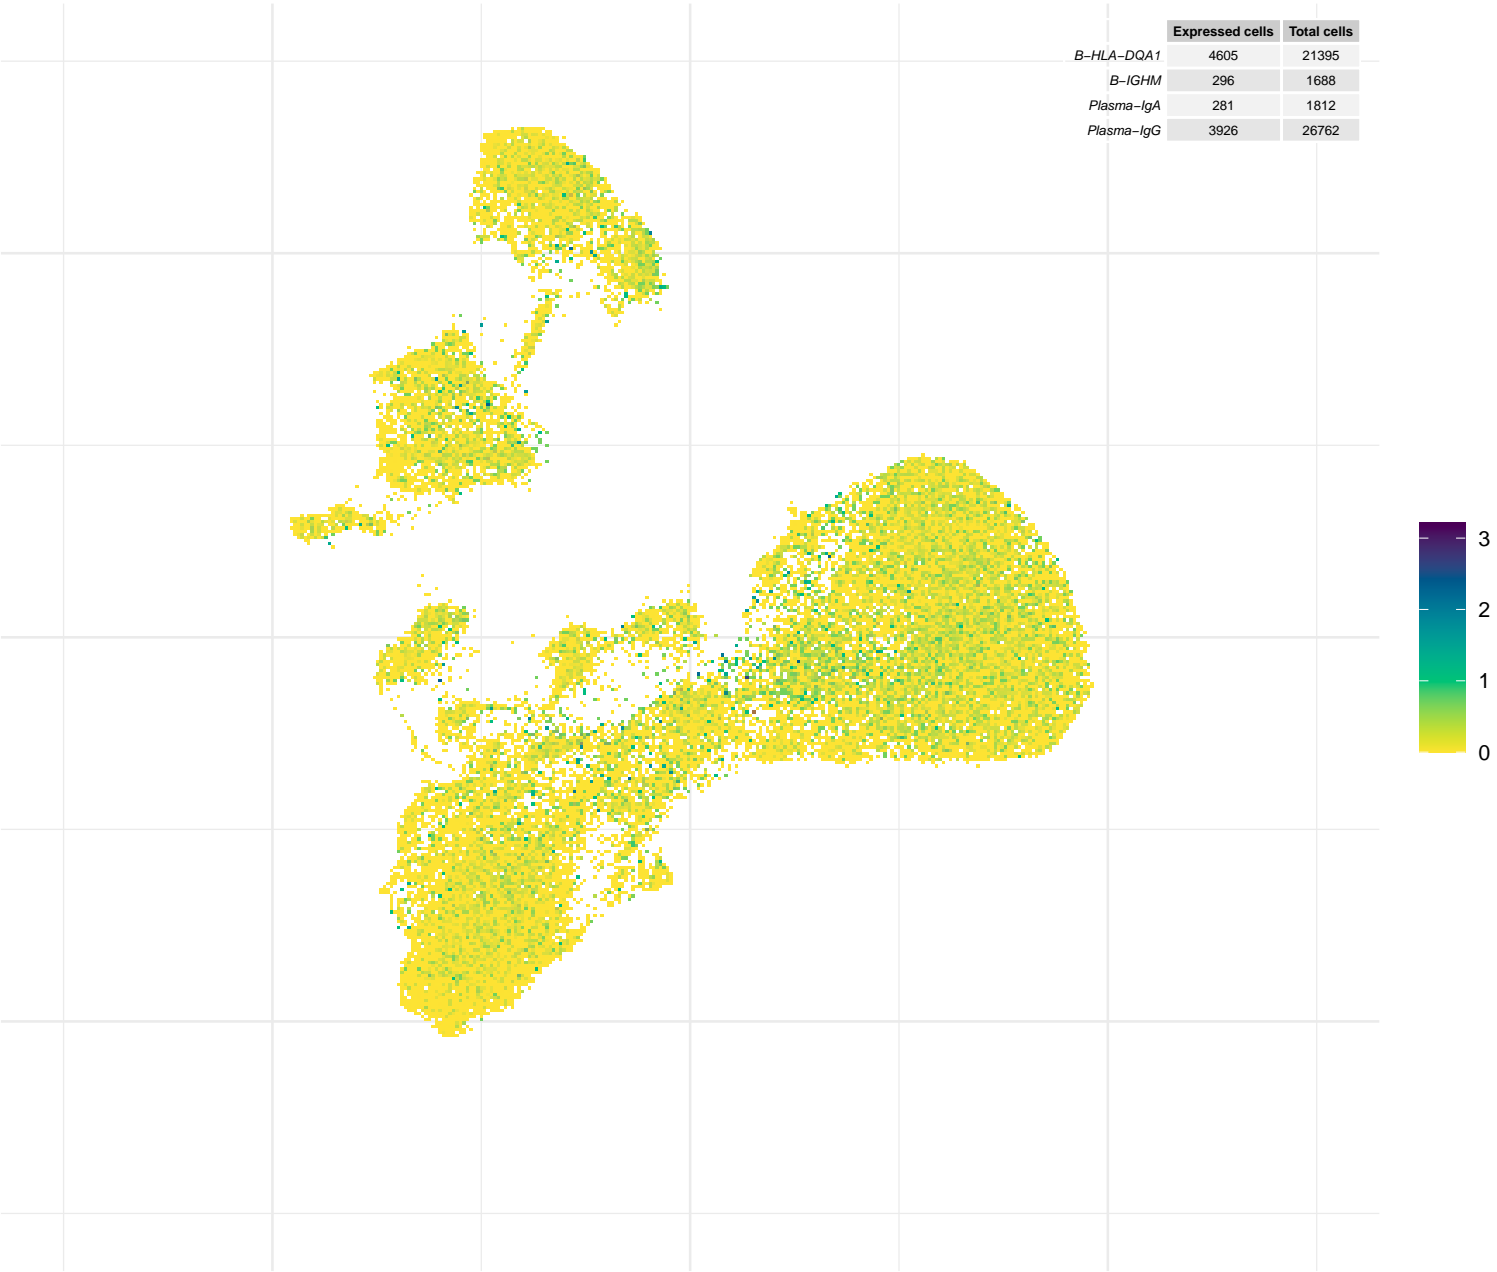 Expressed cells Total cells
B−HLA−DQA1 4605 21395
B−IGHM 296 1688
Plasma−IgA 281 1812
Plasma−IgG 3926 26762
3
2
1
0